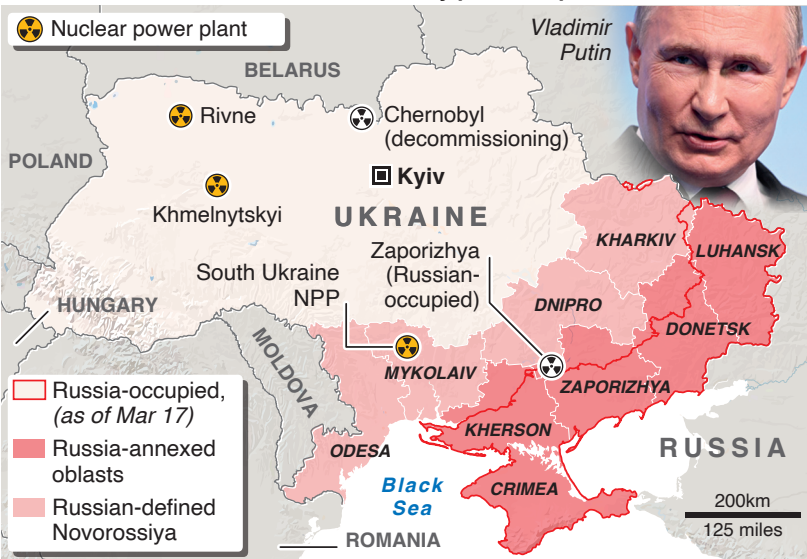 Nuclear power plant
Vladimir
Putin
BELARUS
Rivne
Chernobyl
(decommissioning)
POLAND
Kyiv
Khmelnytskyi
UKRAINE
KHARKIV
LUHANSK
Zaporizhya
(Russian-
occupied)
South Ukraine
NPP
HUNGARY
DNIPRO
DONETSK
MOLDOVA
MYKOLAIV
ZAPORIZHYA
Russia-occupied,
(as of Mar 17)
KHERSON
RUSSIA
ODESA
Russia-annexed
oblasts
Black
Sea
CRIMEA
Russian-defined
Novorossiya
200km
125 miles
ROMANIA